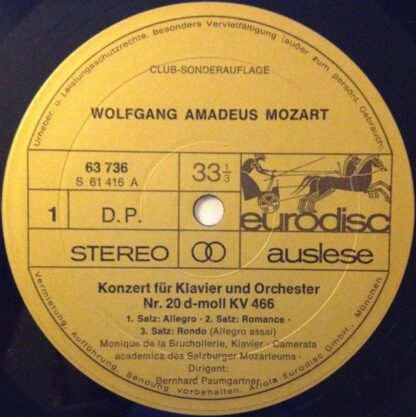 Urheber- u. Leistungsschutzrechte, besonders Vervielfältigung (außer zum persönl. Gebrauch),
CLUB-SONDERAUFLAGE
WOLFGANG AMADEUS MOZART
63 736
S 61 416 A
33 1/3
1
D.P.
eurodisc
STEREO
auslese
Konzert für Klavier und Orchester
Nr. 20 d-moll KV 466
1. Satz: Allegro · 2. Satz: Romance ·
3. Satz: Rondo (Allegro assai)
Monique de la Bruchollerie, Klavier · Camerata
academica des Salzburger Mozarteums ·
Dirigent:
Bernhard Paumgartner
Vermietung, Aufführung, Sendung vorbehalten. Ariola-Eurodisc GmbH., München